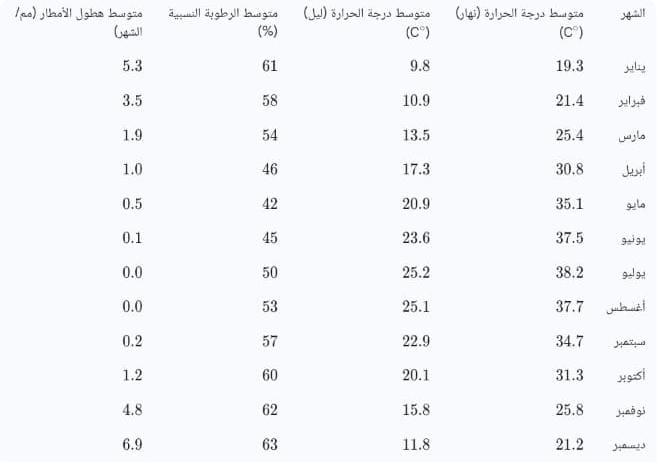 الشهر متوسط درجة الحرارة (نهار) (°C) متوسط درجة الحرارة (ليل) (°C) متوسط الرطوبة النسبية (%) متوسط هطول الأمطار (مم/الشهر)
يناير 19.3 9.8 61 5.3
فبراير 21.4 10.9 58 3.5
مارس 25.4 13.5 54 1.9
أبريل 30.8 17.3 46 1.0
مايو 35.1 20.9 42 0.5
يونيو 37.5 23.6 45 0.1
يوليو 38.2 25.2 50 0.0
أغسطس 37.7 25.1 53 0.0
سبتمبر 34.7 22.9 57 0.2
أكتوبر 31.3 20.1 60 1.2
نوفمبر 25.8 15.8 62 4.8
ديسمبر 21.2 11.8 63 6.9